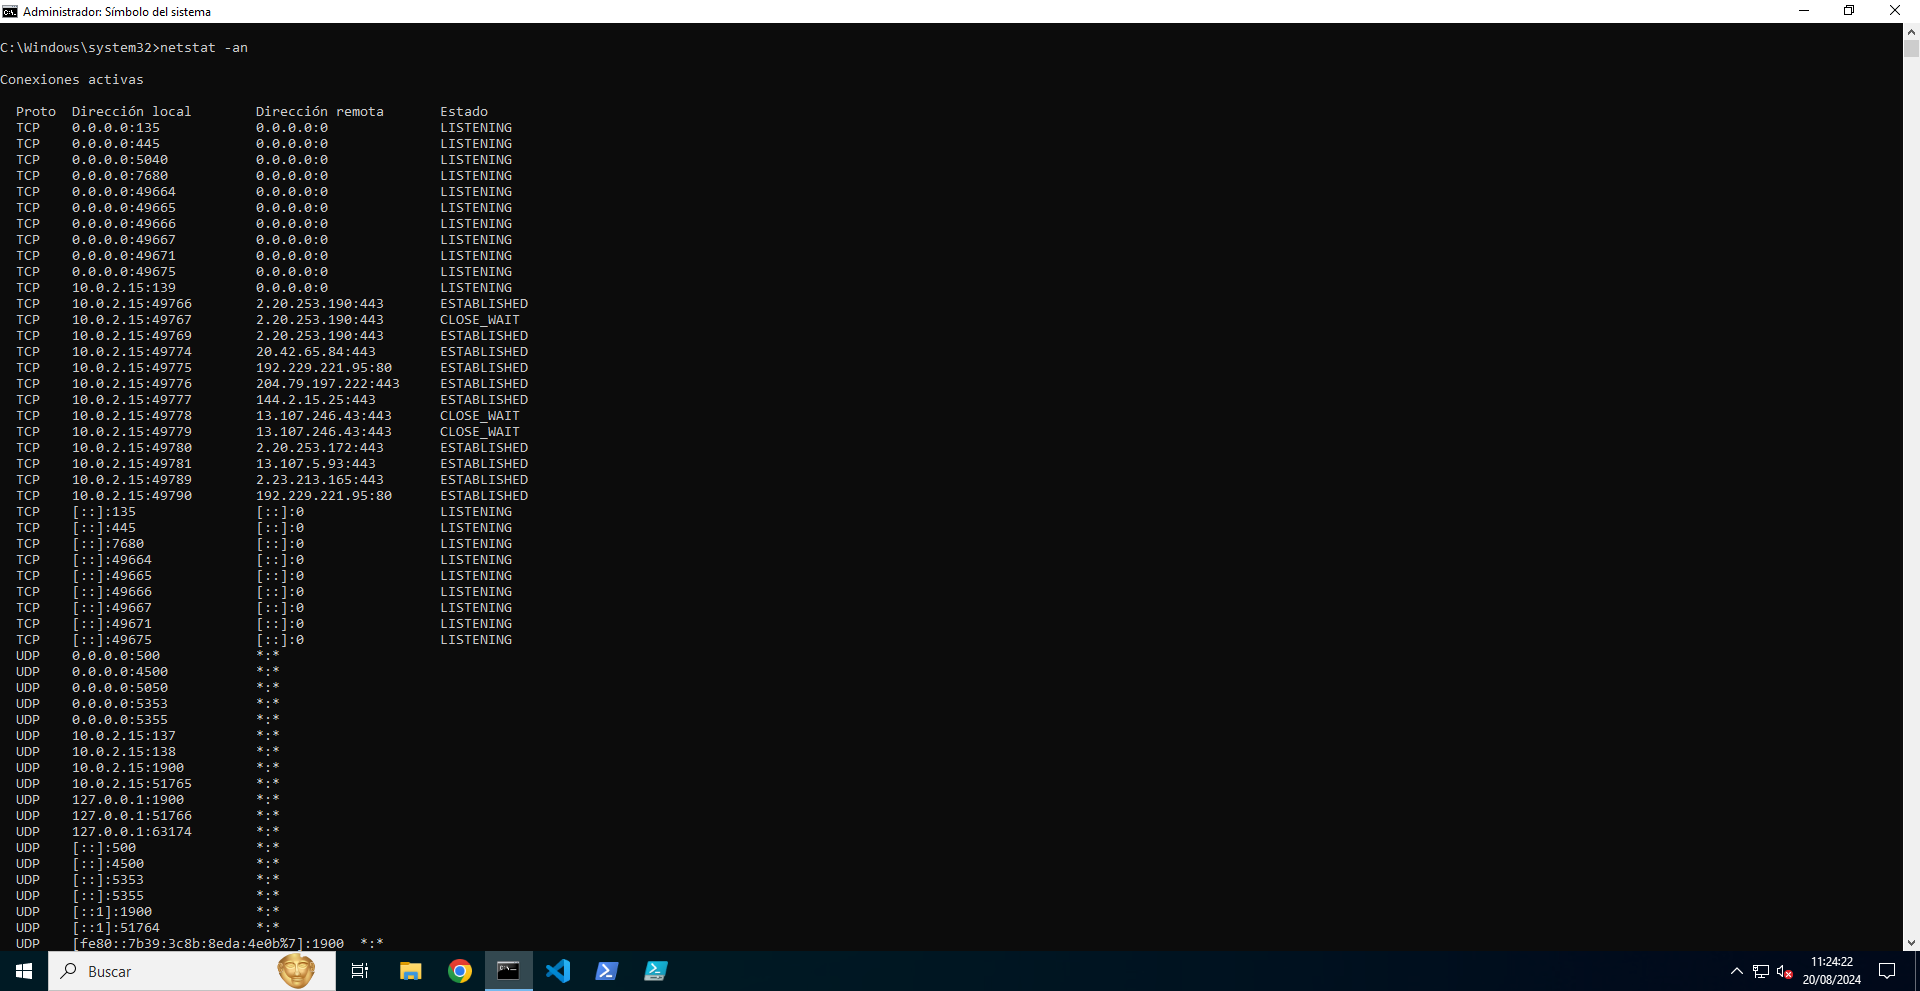 Administrador: Símbolo del sistema
C:\Windows\system32>netstat -an
Conexiones activas
Proto  Dirección local        Dirección remota       Estado
TCP    0.0.0.0:135            0.0.0.0:0              LISTENING
TCP    0.0.0.0:445            0.0.0.0:0              LISTENING
TCP    0.0.0.0:5040           0.0.0.0:0              LISTENING
TCP    0.0.0.0:7680           0.0.0.0:0              LISTENING
TCP    0.0.0.0:49664          0.0.0.0:0              LISTENING
TCP    0.0.0.0:49665          0.0.0.0:0              LISTENING
TCP    0.0.0.0:49666          0.0.0.0:0              LISTENING
TCP    0.0.0.0:49667          0.0.0.0:0              LISTENING
TCP    0.0.0.0:49671          0.0.0.0:0              LISTENING
TCP    0.0.0.0:49675          0.0.0.0:0              LISTENING
TCP    10.0.2.15:139          0.0.0.0:0              LISTENING
TCP    10.0.2.15:49766        2.20.253.190:443       ESTABLISHED
TCP    10.0.2.15:49767        2.20.253.190:443       CLOSE_WAIT
TCP    10.0.2.15:49769        2.20.253.190:443       ESTABLISHED
TCP    10.0.2.15:49774        20.42.65.84:443        ESTABLISHED
TCP    10.0.2.15:49775        192.229.221.95:80      ESTABLISHED
TCP    10.0.2.15:49776        204.79.197.222:443     ESTABLISHED
TCP    10.0.2.15:49777        144.2.15.25:443        ESTABLISHED
TCP    10.0.2.15:49778        13.107.246.43:443      CLOSE_WAIT
TCP    10.0.2.15:49779        13.107.246.43:443      CLOSE_WAIT
TCP    10.0.2.15:49780        2.20.253.172:443       ESTABLISHED
TCP    10.0.2.15:49781        13.107.5.93:443        ESTABLISHED
TCP    10.0.2.15:49789        2.23.213.165:443       ESTABLISHED
TCP    10.0.2.15:49790        192.229.221.95:80      ESTABLISHED
TCP    [::]:135               [::]:0                 LISTENING
TCP    [::]:445               [::]:0                 LISTENING
TCP    [::]:7680              [::]:0                 LISTENING
TCP    [::]:49664             [::]:0                 LISTENING
TCP    [::]:49665             [::]:0                 LISTENING
TCP    [::]:49666             [::]:0                 LISTENING
TCP    [::]:49667             [::]:0                 LISTENING
TCP    [::]:49671             [::]:0                 LISTENING
TCP    [::]:49675             [::]:0                 LISTENING
UDP    0.0.0.0:500            *:*
UDP    0.0.0.0:4500           *:*
UDP    0.0.0.0:5050           *:*
UDP    0.0.0.0:5353           *:*
UDP    0.0.0.0:5355           *:*
UDP    10.0.2.15:137          *:*
UDP    10.0.2.15:138          *:*
UDP    10.0.2.15:1900         *:*
UDP    10.0.2.15:51765        *:*
UDP    127.0.0.1:1900         *:*
UDP    127.0.0.1:51766        *:*
UDP    127.0.0.1:63174        *:*
UDP    [::]:500               *:*
UDP    [::]:4500              *:*
UDP    [::]:5353              *:*
UDP    [::]:5355              *:*
UDP    [::1]:1900             *:*
UDP    [::1]:51764            *:*
UDP    [fe80::7b39:3c8b:8eda:4e0b%7]:1900  *:*
Buscar
11:24:22
20/08/2024